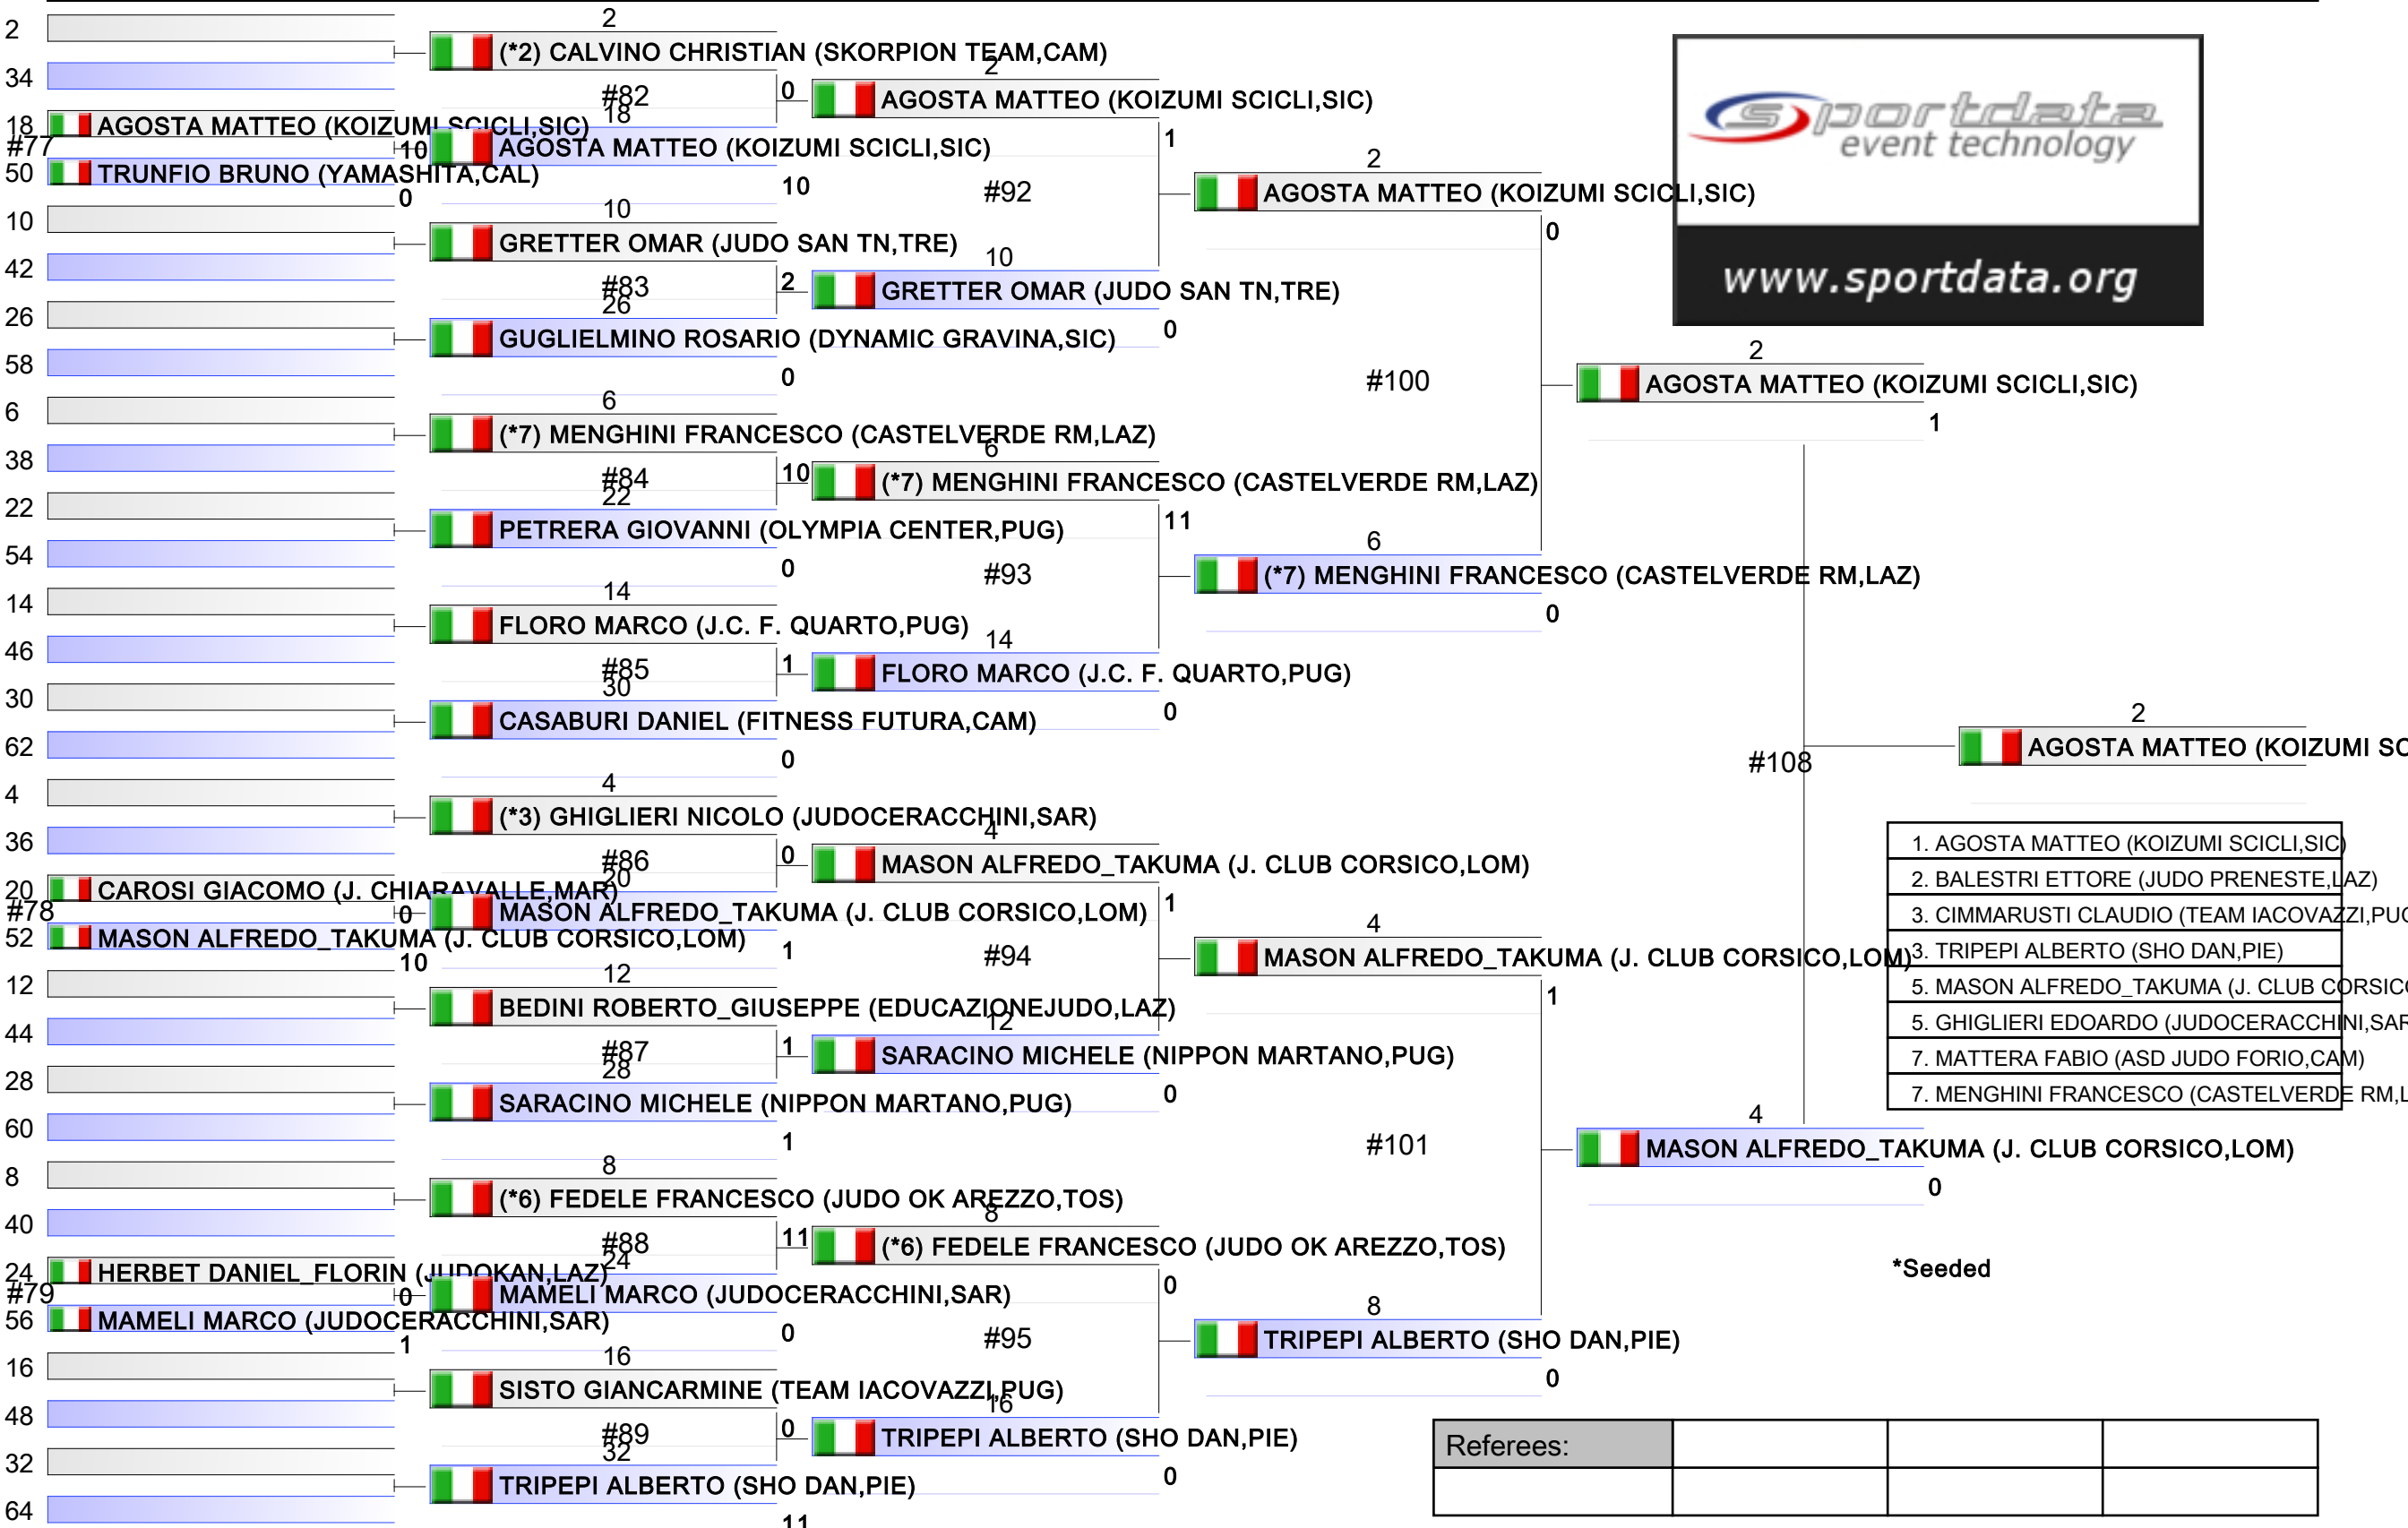 2
34
18
#77
50
10
42
26
58
6
38
22
54
14
46
30
62
4
36
20
#78
52
12
44
28
60
8
40
24
#79
56
16
48
32
64
AGOSTA MATTEO (KOIZUMI SCICLI,SIC)
10
TRUNFIO BRUNO (YAMASHITA,CAL)
0
CAROSI GIACOMO (J. CHIARAVALLE,MAR)
0
MASON ALFREDO_TAKUMA (J. CLUB CORSICO,LOM)
10
HERBET DANIEL_FLORIN (JUDOKAN,LAZ)
0
MAMELI MARCO (JUDOCERACCHINI,SAR)
1
2
(*2) CALVINO CHRISTIAN (SKORPION TEAM,CAM)
0
#82
18
AGOSTA MATTEO (KOIZUMI SCICLI,SIC)
10
10
GRETTER OMAR (JUDO SAN TN,TRE)
2
#83
26
GUGLIELMINO ROSARIO (DYNAMIC GRAVINA,SIC)
0
6
(*7) MENGHINI FRANCESCO (CASTELVERDE RM,LAZ)
10
#84
22
PETRERA GIOVANNI (OLYMPIA CENTER,PUG)
0
14
FLORO MARCO (J.C. F. QUARTO,PUG)
1
#85
30
CASABURI DANIEL (FITNESS FUTURA,CAM)
0
4
(*3) GHIGLIERI NICOLO (JUDOCERACCHINI,SAR)
0
#86
20
MASON ALFREDO_TAKUMA (J. CLUB CORSICO,LOM)
1
12
BEDINI ROBERTO_GIUSEPPE (EDUCAZIONEJUDO,LAZ)
1
#87
28
SARACINO MICHELE (NIPPON MARTANO,PUG)
1
8
(*6) FEDELE FRANCESCO (JUDO OK AREZZO,TOS)
11
#88
24
MAMELI MARCO (JUDOCERACCHINI,SAR)
0
16
SISTO GIANCARMINE (TEAM IACOVAZZI,PUG)
0
#89
32
TRIPEPI ALBERTO (SHO DAN,PIE)
11
2
AGOSTA MATTEO (KOIZUMI SCICLI,SIC)
1
#92
10
GRETTER OMAR (JUDO SAN TN,TRE)
0
6
(*7) MENGHINI FRANCESCO (CASTELVERDE RM,LAZ)
11
#93
14
FLORO MARCO (J.C. F. QUARTO,PUG)
0
4
MASON ALFREDO_TAKUMA (J. CLUB CORSICO,LOM)
1
#94
12
SARACINO MICHELE (NIPPON MARTANO,PUG)
0
8
(*6) FEDELE FRANCESCO (JUDO OK AREZZO,TOS)
0
#95
16
TRIPEPI ALBERTO (SHO DAN,PIE)
0
2
AGOSTA MATTEO (KOIZUMI SCICLI,SIC)
0
#100
6
(*7) MENGHINI FRANCESCO (CASTELVERDE RM,LAZ)
0
4
MASON ALFREDO_TAKUMA (J. CLUB CORSICO,LOM)
1
#101
8
TRIPEPI ALBERTO (SHO DAN,PIE)
0
sportdata
event technology
www.sportdata.org
2
AGOSTA MATTEO (KOIZUMI SCICLI,SIC)
1
#108
4
MASON ALFREDO_TAKUMA (J. CLUB CORSICO,LOM)
0
2
AGOSTA MATTEO (KOIZUMI SC
1. AGOSTA MATTEO (KOIZUMI SCICLI,SIC)
2. BALESTRI ETTORE (JUDO PRENESTE,LAZ)
3. CIMMARUSTI CLAUDIO (TEAM IACOVAZZI,PUG
3. TRIPEPI ALBERTO (SHO DAN,PIE)
5. MASON ALFREDO_TAKUMA (J. CLUB CORSICO
5. GHIGLIERI EDOARDO (JUDOCERACCHINI,SAR
7. MATTERA FABIO (ASD JUDO FORIO,CAM)
7. MENGHINI FRANCESCO (CASTELVERDE RM,L
*Seeded
Referees: